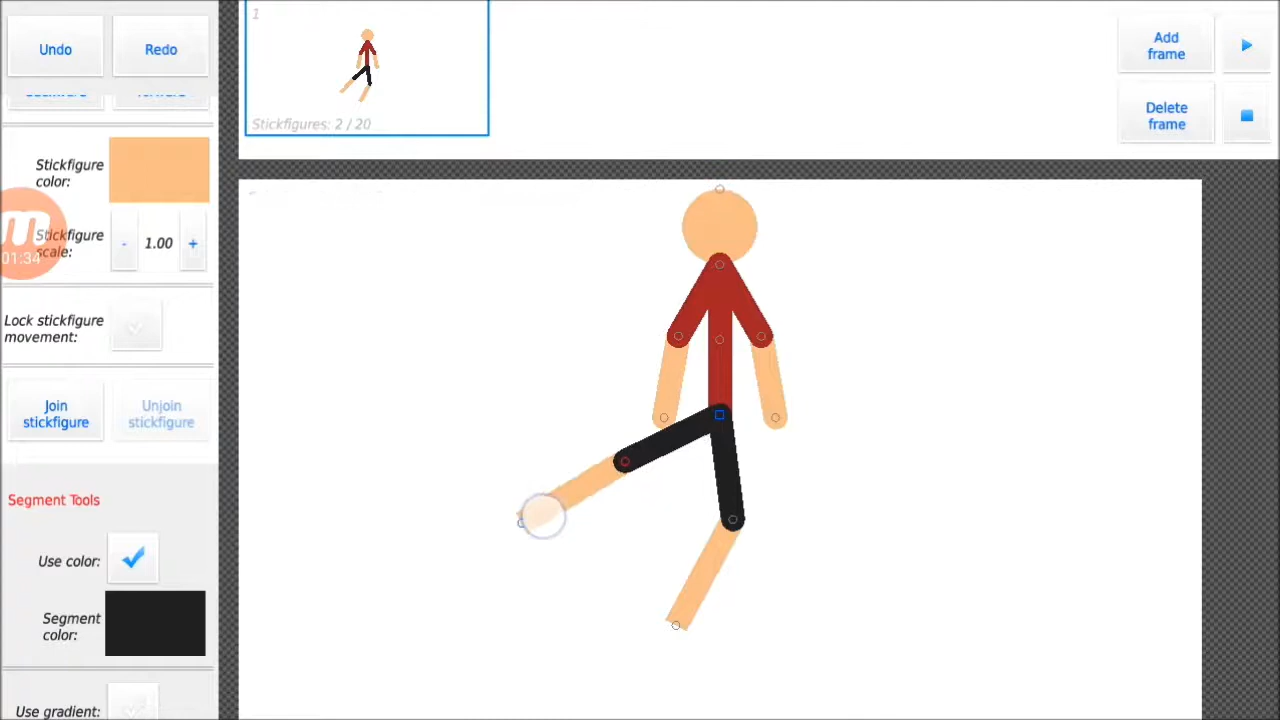 Undo
Redo
1
Stickfigures: 2 / 20
Add
frame
Delete
frame
Stickfigure
color:
Stickfigure
scale:
- 1.00 +
01:34
Lock stickfigure
movement:
Join
stickfigure
Unjoin
stickfigure
Segment Tools
Use color:
Segment
color:
Use gradient: